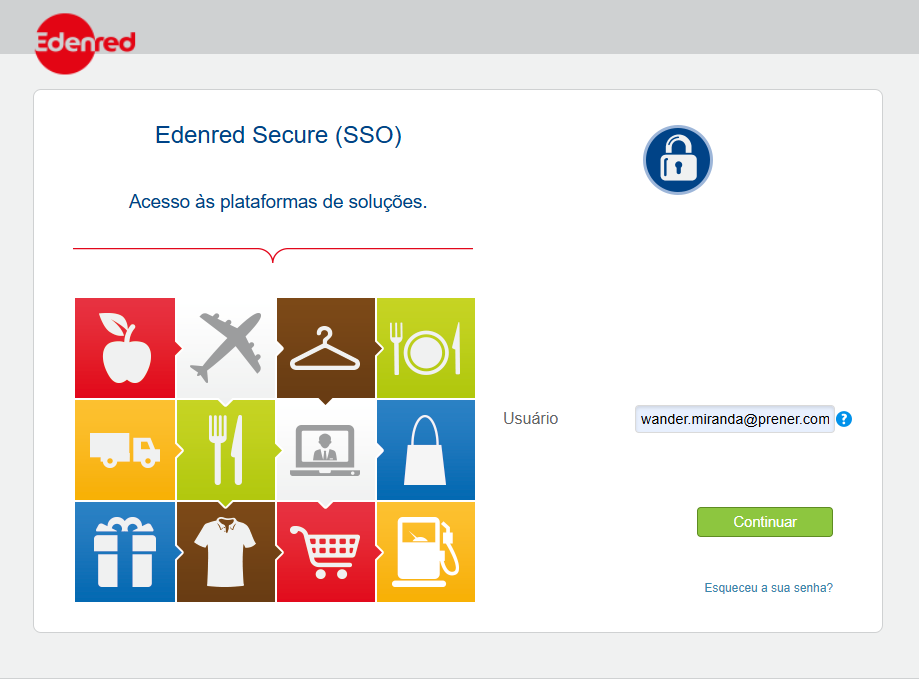 Edenred
Edenred Secure (SSO)
Acesso às plataformas de soluções.
Usuário
wander.miranda@prener.com
?
Continuar
Esqueceu a sua senha?